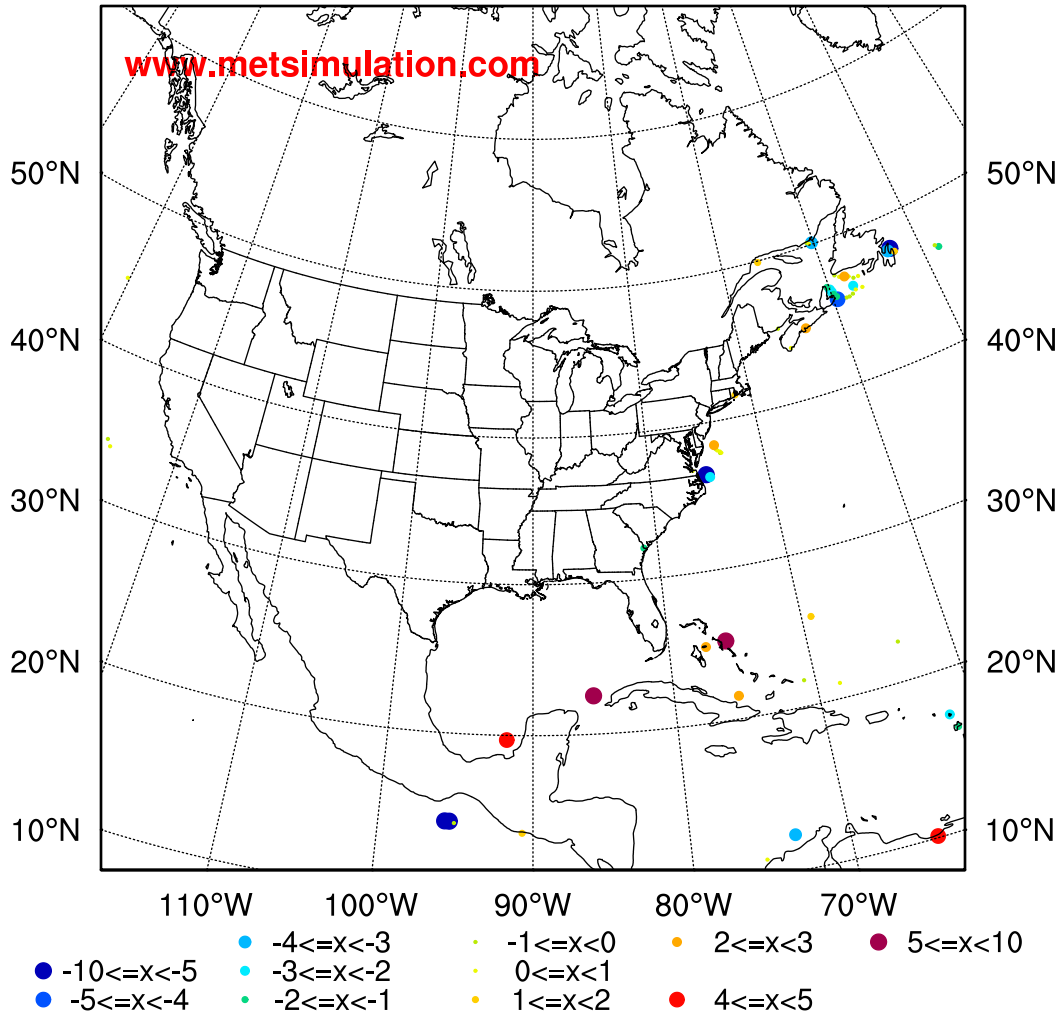 www.metsimulation.com
50°N 50°N
40°N 40°N
30°N 30°N
20°N 20°N
10°N 10°N
110°W 100°W 90°W 80°W 70°W
-4<=x<-3 -1<=x<0 2<=x<3 5<=x<10
-10<=x<-5 -3<=x<-2 0<=x<1
-5<=x<-4 -2<=x<-1 1<=x<2 4<=x<5